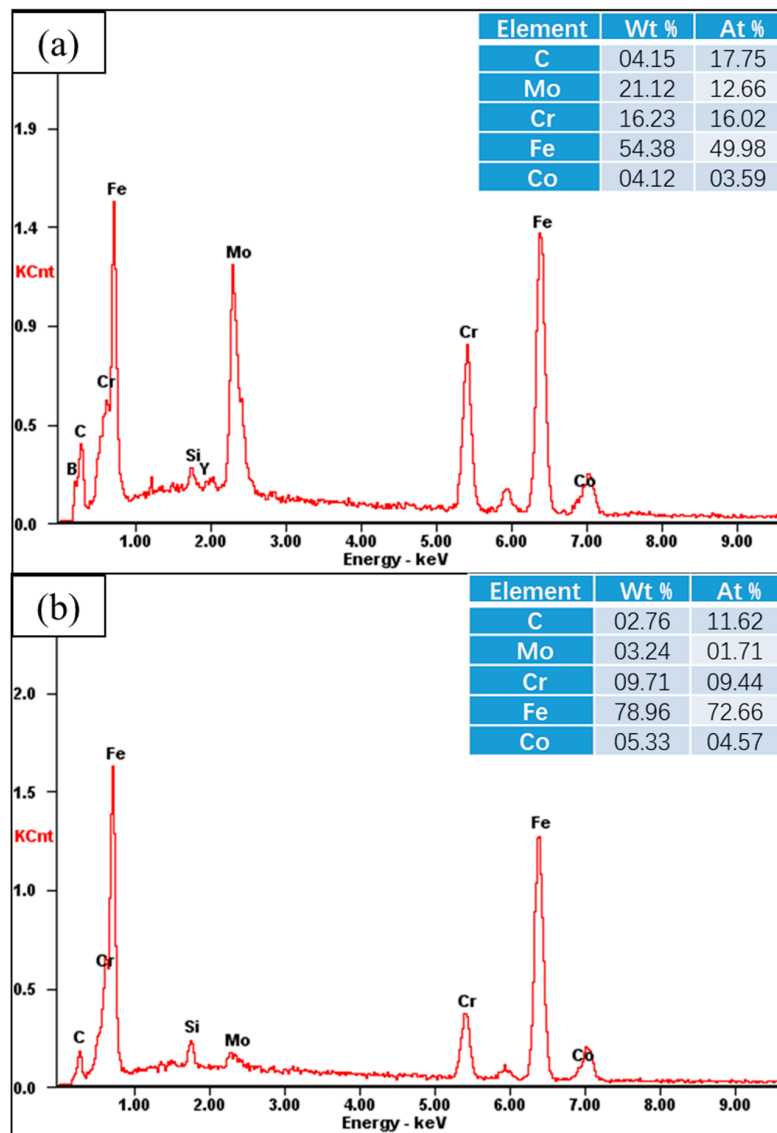 (a)
Element Wt % At %
C 04.15 17.75
Mo 21.12 12.66
Cr 16.23 16.02
Fe 54.38 49.98
Co 04.12 03.59
1.9
Fe
1.4
Mo
Fe
KCnt
0.9
Cr
Cr
0.5
C
B
Si Y
Co
0.0
1.00 2.00 3.00 4.00 5.00 6.00 7.00 8.00 9.00
Energy - keV
(b)
Element Wt % At %
C 02.76 11.62
Mo 03.24 01.71
Cr 09.71 09.44
Fe 78.96 72.66
Co 05.33 04.57
2.0
Fe
1.5
KCnt
Fe
1.0
Cr
0.5
Cr
C
Si
Mo
Co
0.0
1.00 2.00 3.00 4.00 5.00 6.00 7.00 8.00 9.00
Energy - keV